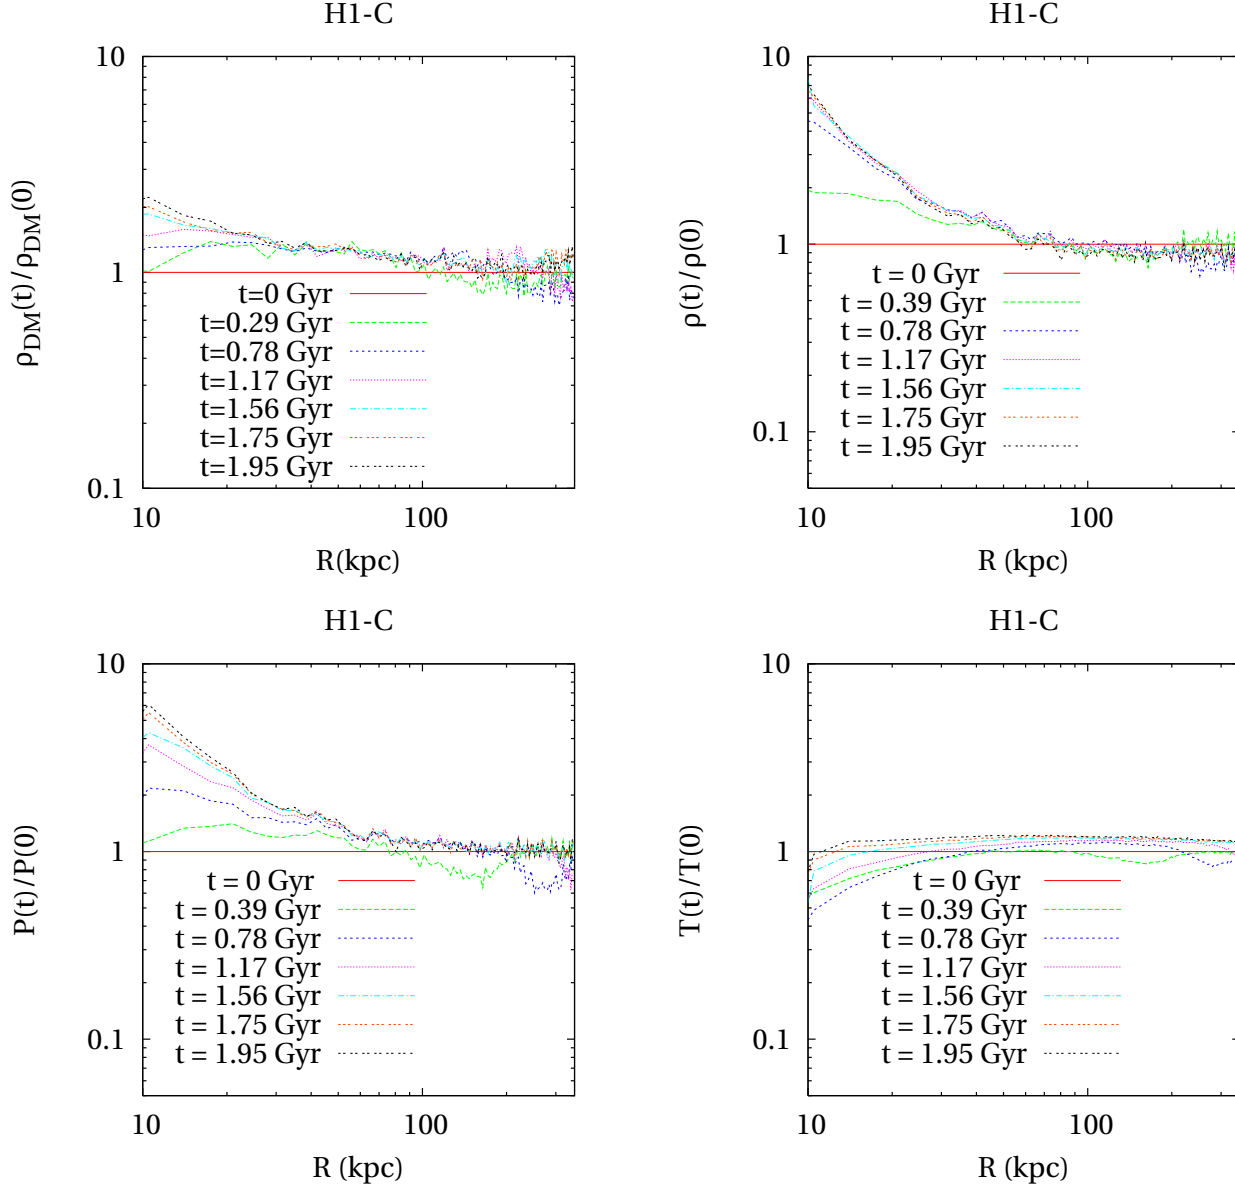 H1-C
10
1
0.1
ρDM(t)/ρDM(0)
t=0 Gyr
t=0.29 Gyr
t=0.78 Gyr
t=1.17 Gyr
t=1.56 Gyr
t=1.75 Gyr
t=1.95 Gyr
10
100
R(kpc)
H1-C
10
1
0.1
ρ(t)/ρ(0)
t = 0 Gyr
t = 0.39 Gyr
t = 0.78 Gyr
t = 1.17 Gyr
t = 1.56 Gyr
t = 1.75 Gyr
t = 1.95 Gyr
10
100
R (kpc)
H1-C
10
1
0.1
P(t)/P(0)
t = 0 Gyr
t = 0.39 Gyr
t = 0.78 Gyr
t = 1.17 Gyr
t = 1.56 Gyr
t = 1.75 Gyr
t = 1.95 Gyr
10
100
R (kpc)
H1-C
10
1
0.1
T(t)/T(0)
t = 0 Gyr
t = 0.39 Gyr
t = 0.78 Gyr
t = 1.17 Gyr
t = 1.56 Gyr
t = 1.75 Gyr
t = 1.95 Gyr
10
100
R (kpc)